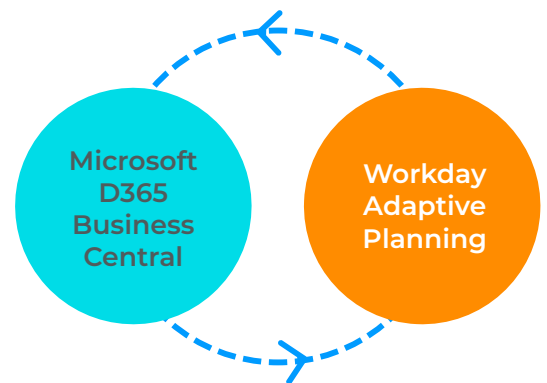 Microsoft
D365
Business
Central
Workday
Adaptive
Planning